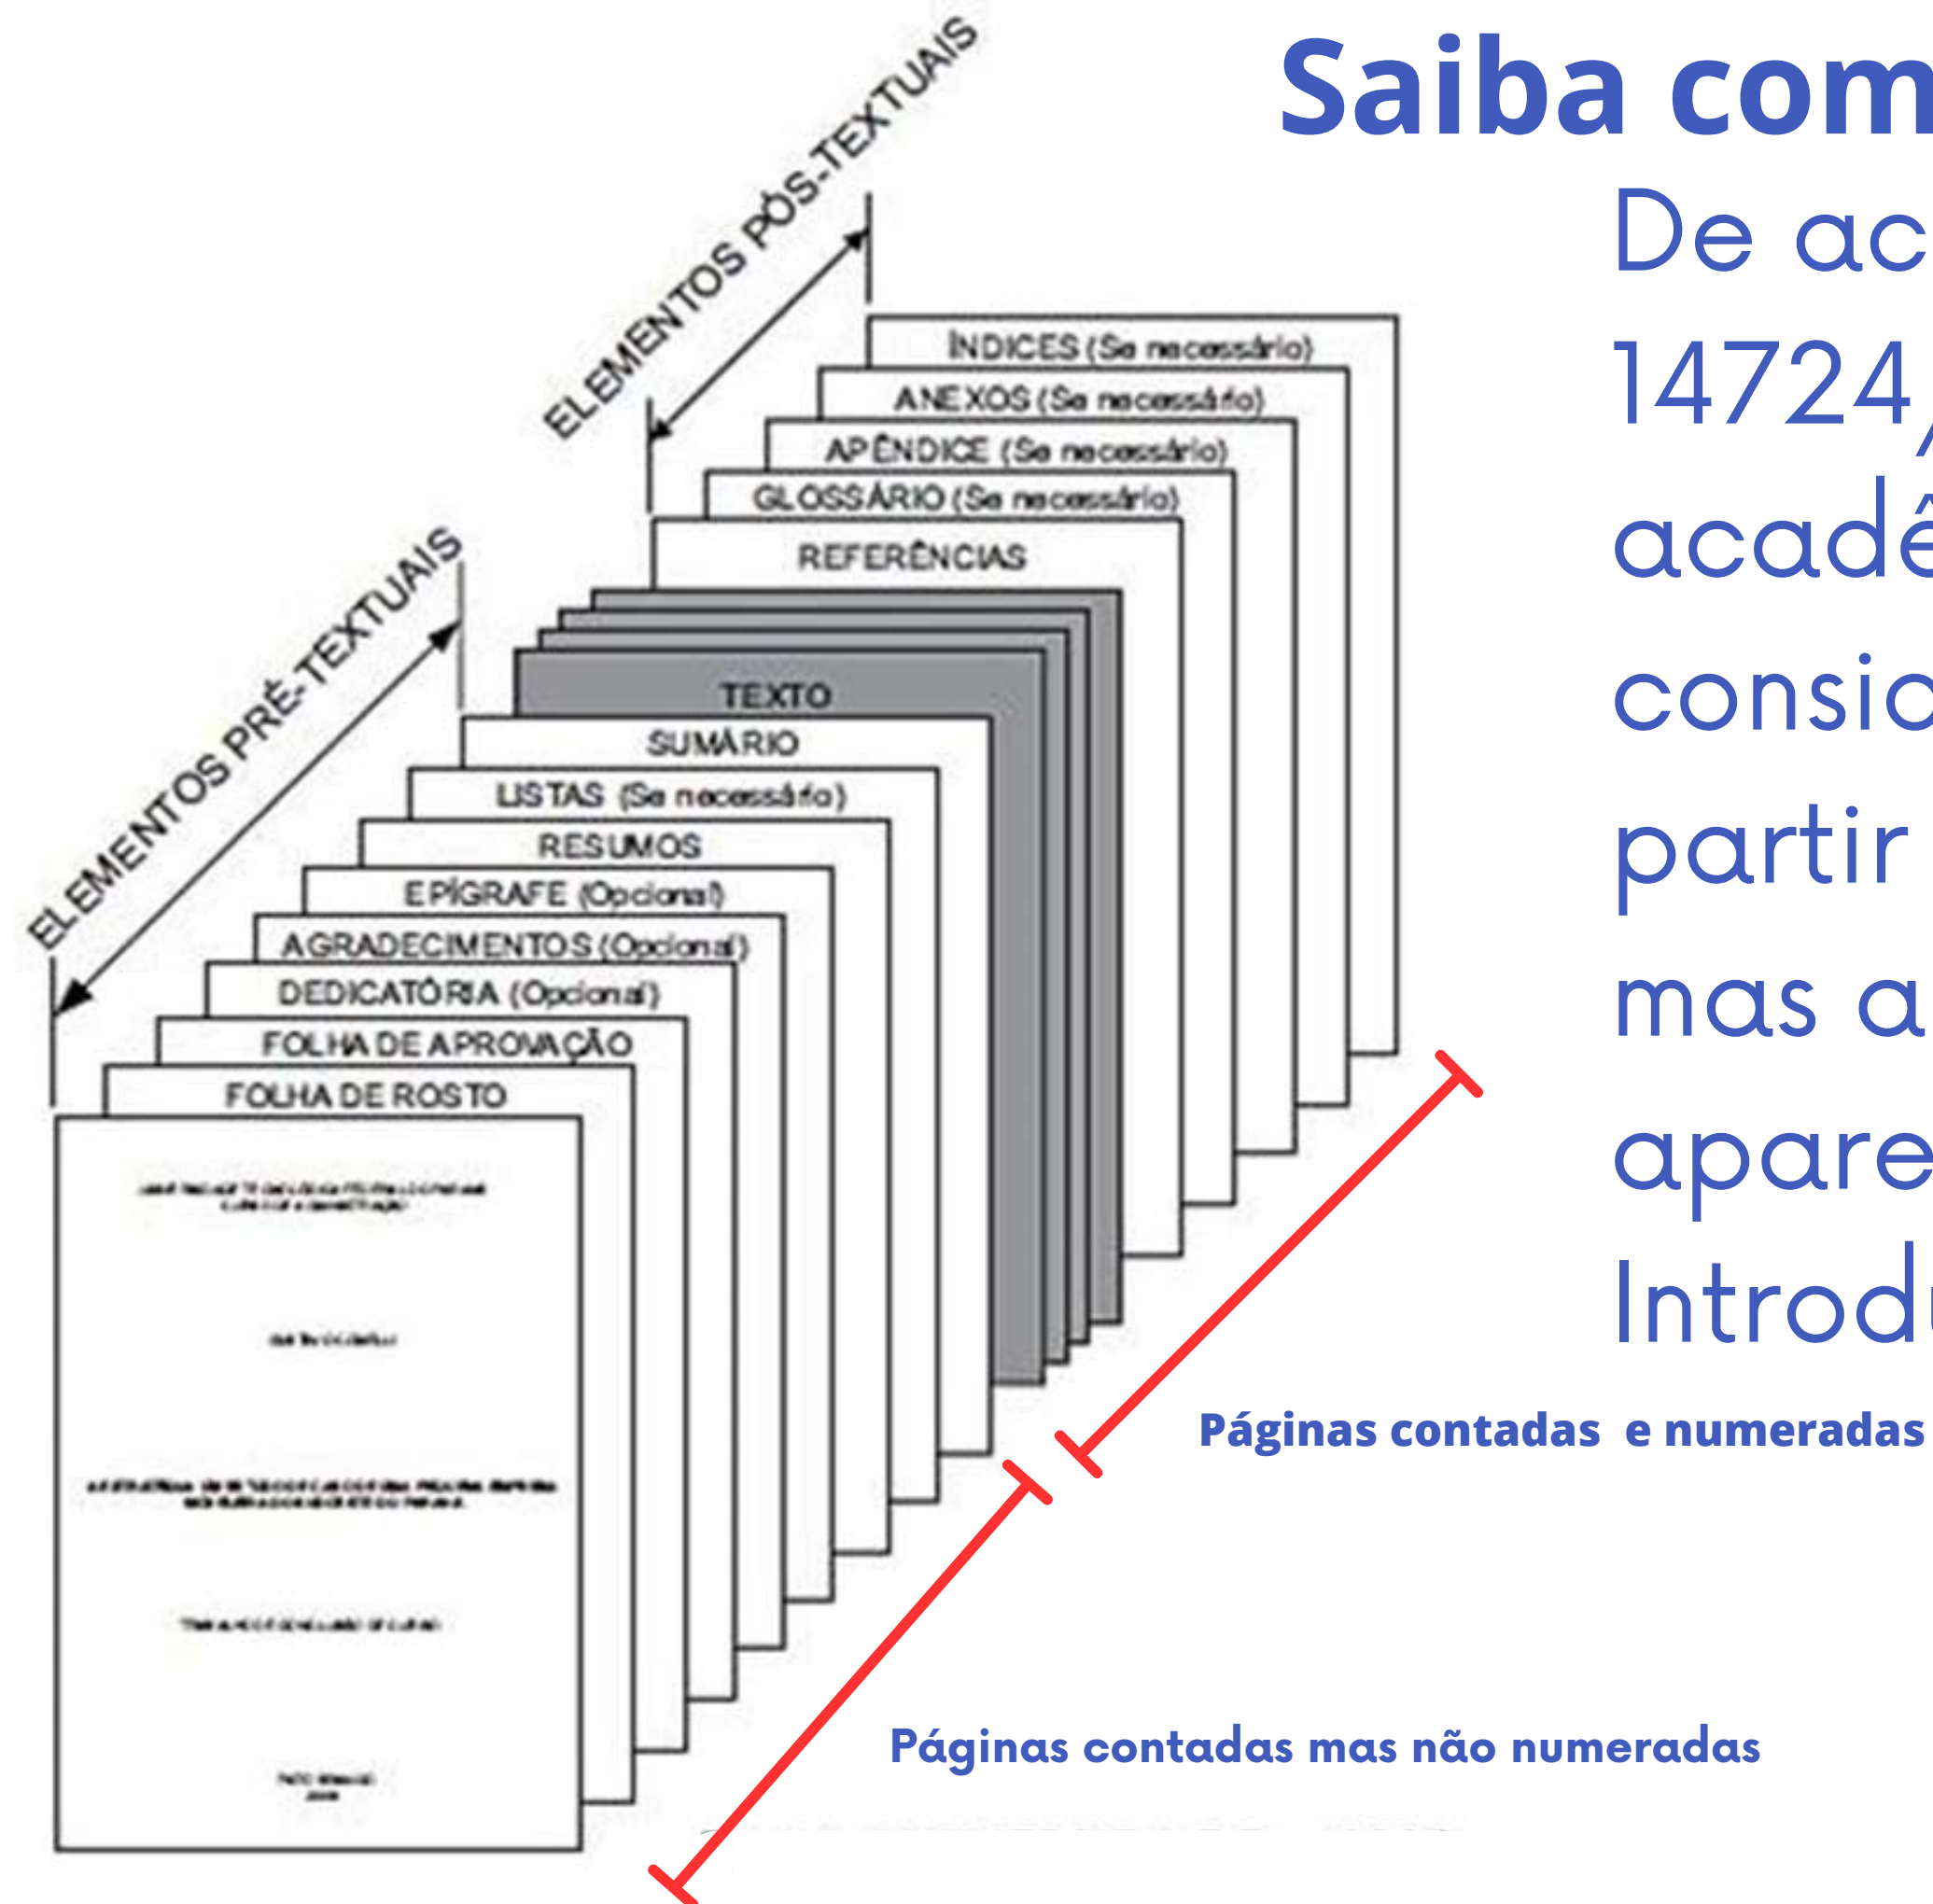 Saiba com
De ac
14724,
acadê
consid
partir
mas a
apare
Introdu
ELEMENTOS PÓS-TEXTUAIS
ÍNDICES (Se necessário)
ANEXOS (Se necessário)
APÊNDICE (Se necessário)
GLOSSÁRIO (Se necessário)
REFERÊNCIAS
TEXTO
ELEMENTOS PRÉ-TEXTUAIS
SUMÁRIO
LISTAS (Se necessário)
RESUMOS
EPÍGRAFE (Opcional)
AGRADECIMENTOS (Opcional)
DEDICATÓRIA (Opcional)
FOLHA DE APROVAÇÃO
FOLHA DE ROSTO
Páginas contadas e numeradas
Páginas contadas mas não numeradas